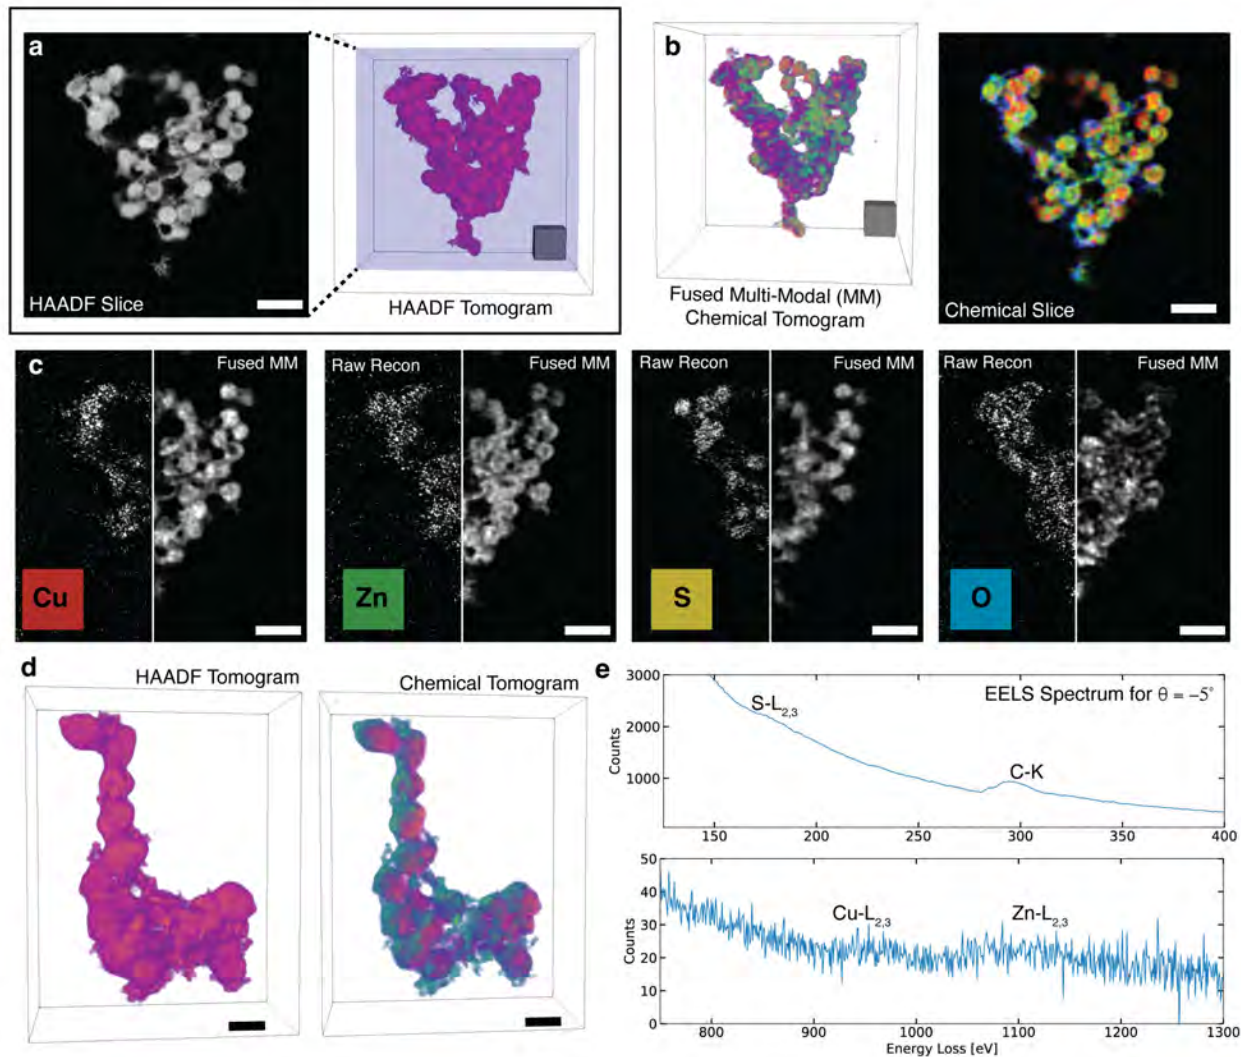 a
HAADF Slice
HAADF Tomogram
b
Fused Multi-Modal (MM)
Chemical Tomogram
Chemical Slice
c
Fused MM
Cu
Raw Recon
Fused MM
Zn
Raw Recon
Fused MM
S
Raw Recon
Fused MM
O
d
HAADF Tomogram
Chemical Tomogram
e
EELS Spectrum for θ = −5°
S-L2,3
C-K
Counts
3000
2000
1000
150
200
250
300
350
400
Cu-L2,3
Zn-L2,3
Counts
50
40
30
20
10
0
800
900
1000
1100
1200
1300
Energy Loss [eV]